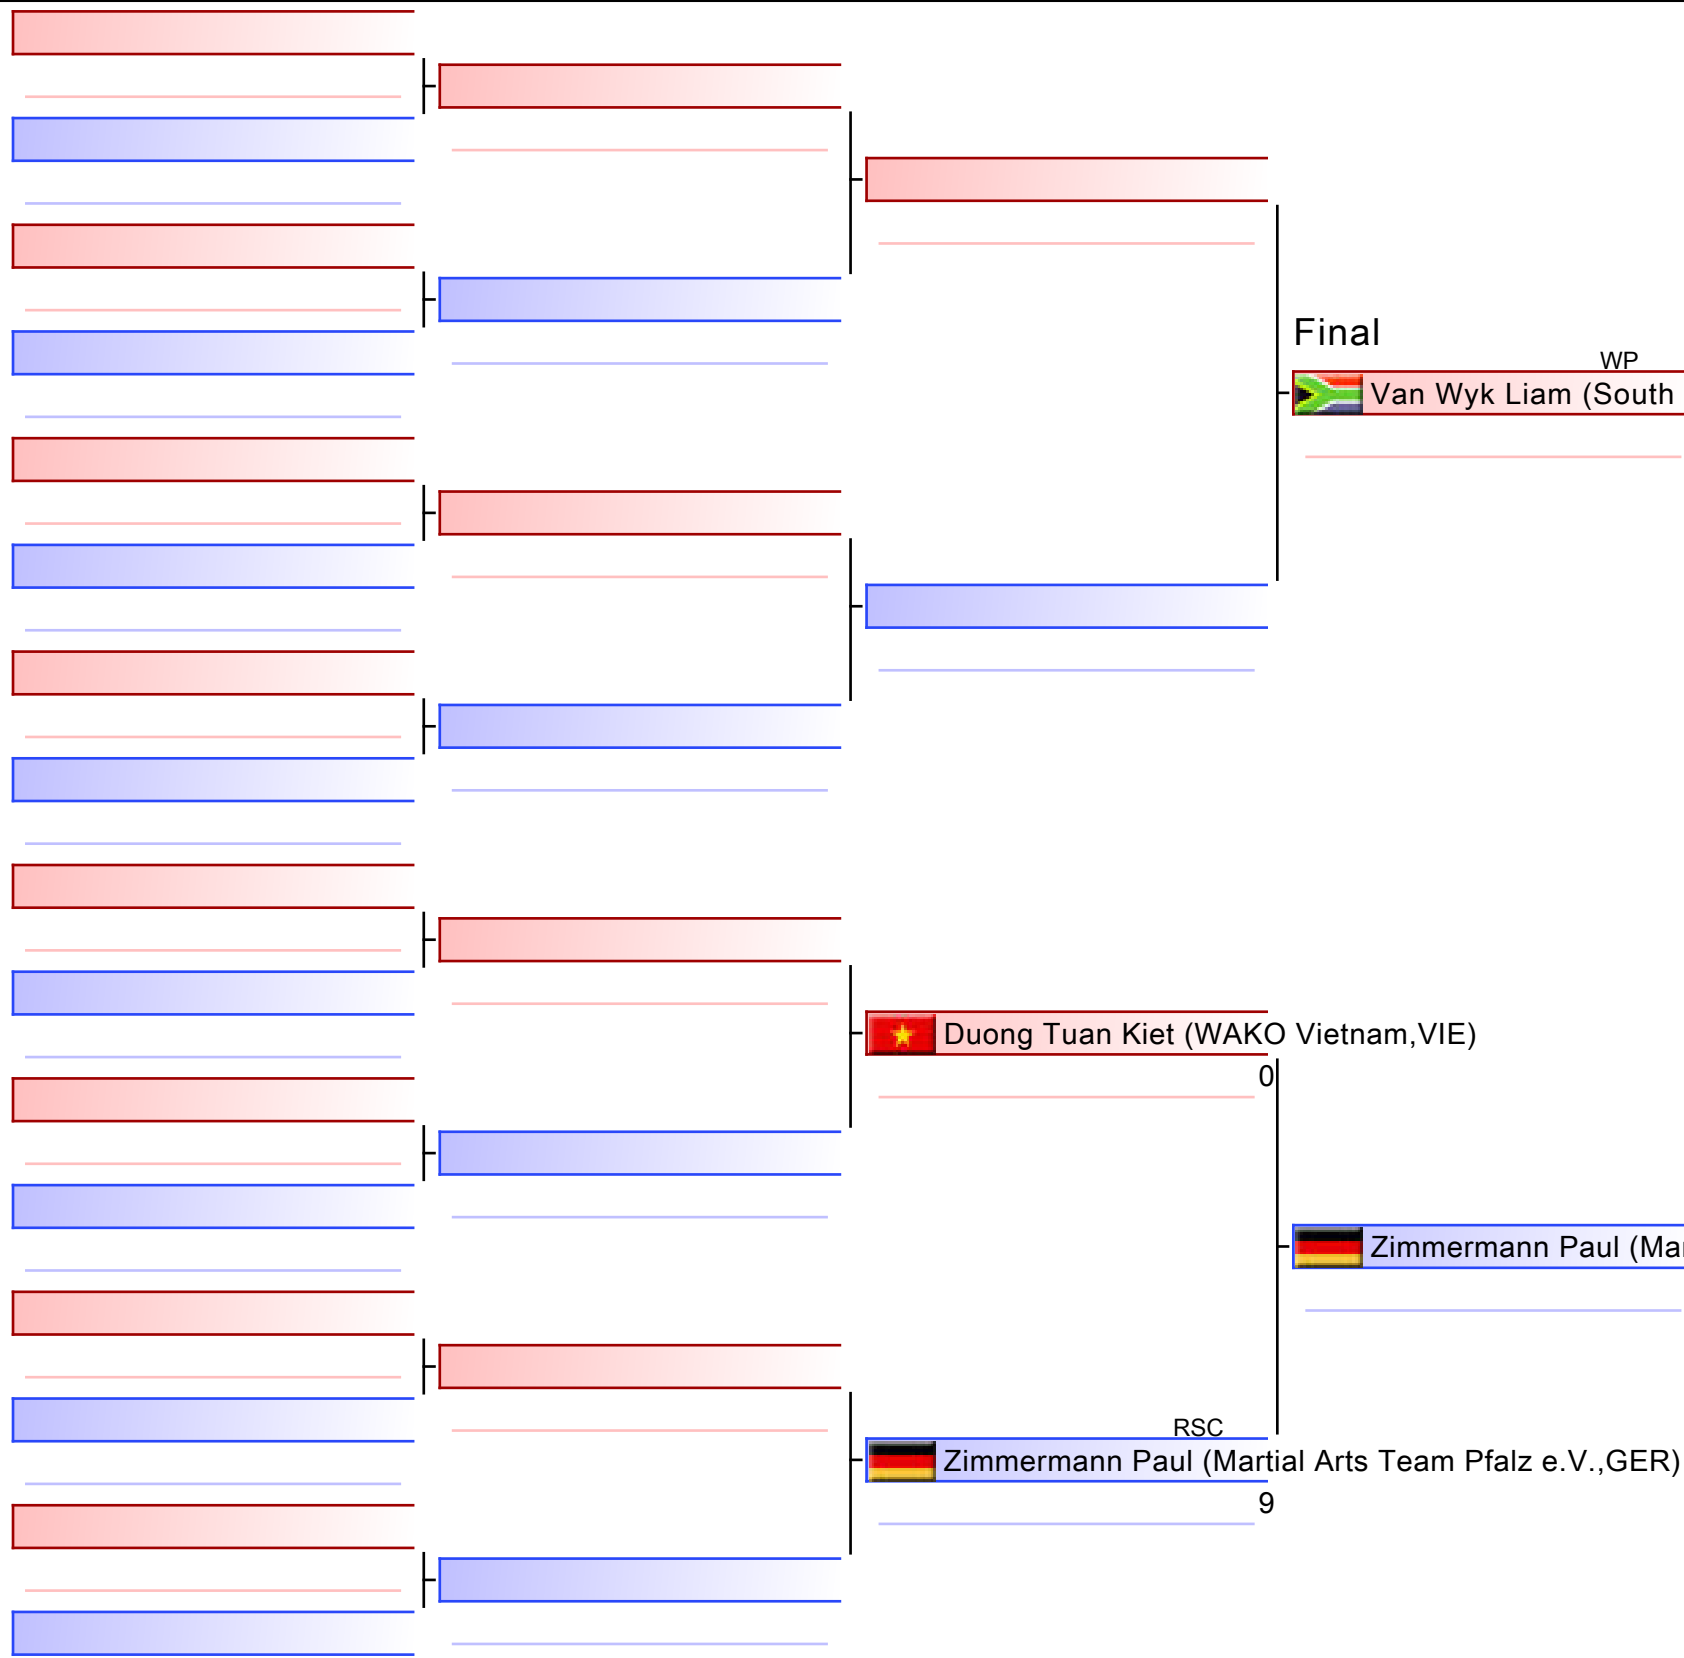 Final
WP
Van Wyk Liam (South
Duong Tuan Kiet (WAKO Vietnam,VIE)
0
Zimmermann Paul (Mar
RSC
Zimmermann Paul (Martial Arts Team Pfalz e.V.,GER)
9